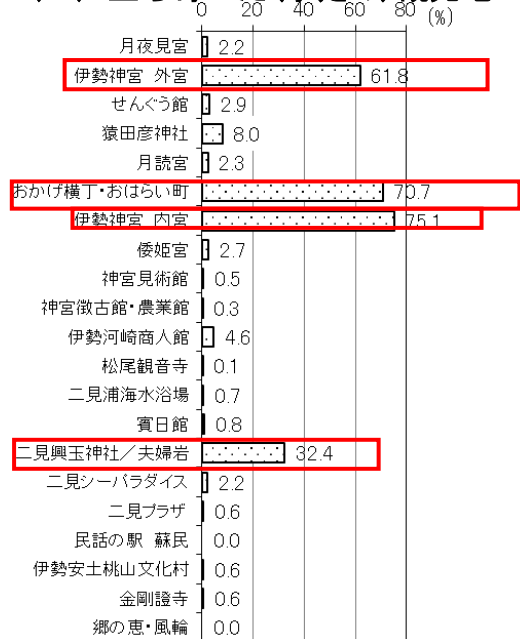 0 20 40 60 80
(%)
月夜見宮 2.2
伊勢神宮 外宮 61.8
せんぐう館 2.9
猿田彦神社 8.0
月読宮 2.3
おかげ横丁・おはらい町 70.7
伊勢神宮 内宮 75.1
倭姫宮 2.7
神宮美術館 0.5
神宮徴古館・農業館 0.3
伊勢河崎商人館 4.6
松尾観音寺 0.1
二見浦海水浴場 0.7
賓日館 0.8
二見興玉神社／夫婦岩 32.4
二見シーパラダイス 2.2
二見プラザ 0.6
民話の駅 蘇民 0.0
伊勢安土桃山文化村 0.6
金剛證寺 0.6
郷の恵・風輪 0.0